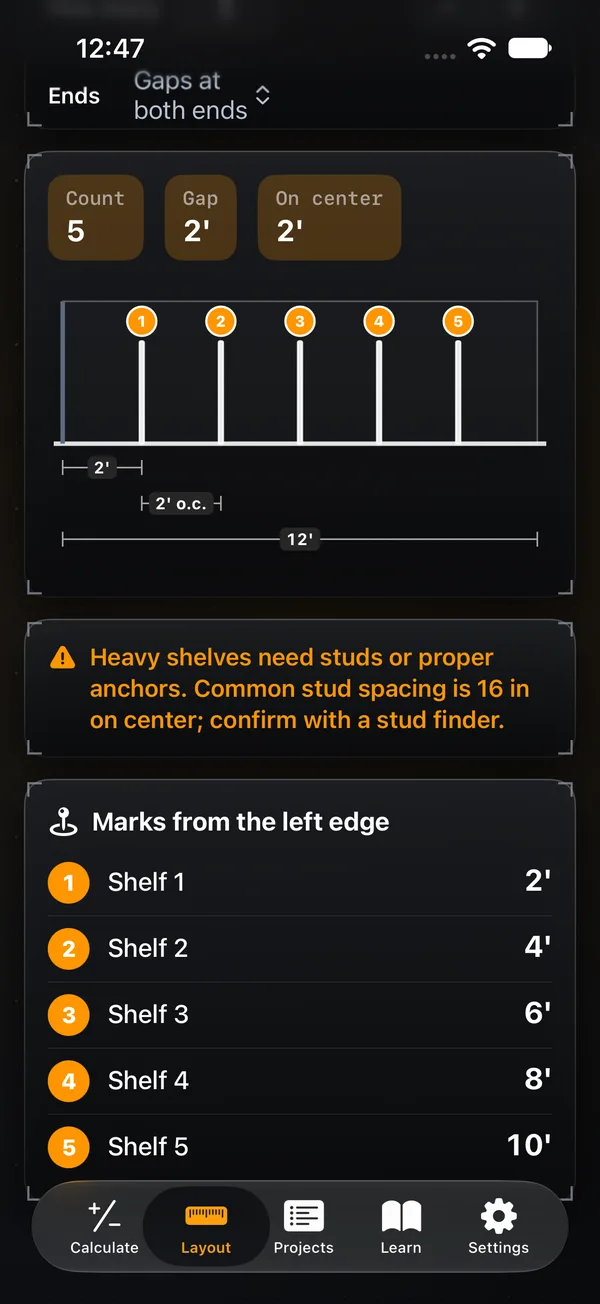 12:47
Ends
Gaps at
both ends
Count
5
Gap
2'
On center
2'
1
2
3
4
5
2'
2' o.c.
12'
Heavy shelves need studs or proper
anchors. Common stud spacing is 16 in
on center; confirm with a stud finder.
Marks from the left edge
1 Shelf 1 2'
2 Shelf 2 4'
3 Shelf 3 6'
4 Shelf 4 8'
5 Shelf 5 10'
Calculate
Layout
Projects
Learn
Settings